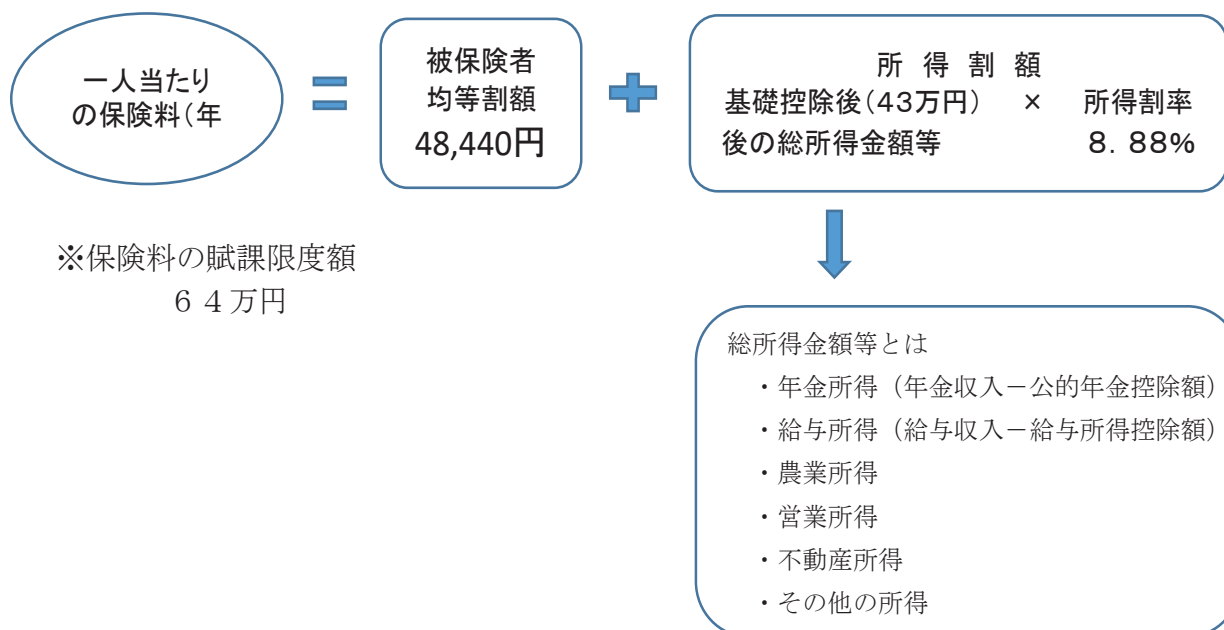 一人当たり
の保険料(年
=
被保険者
均等割額
48,440円
+
所 得 割 額
基礎控除後(43万円) × 所得割率
後の総所得金額等 8.88%
※保険料の賦課限度額
64万円
総所得金額等とは
・年金所得(年金収入-公的年金控除額)
・給与所得(給与収入-給与所得控除額)
・農業所得
・営業所得
・不動産所得
・その他の所得